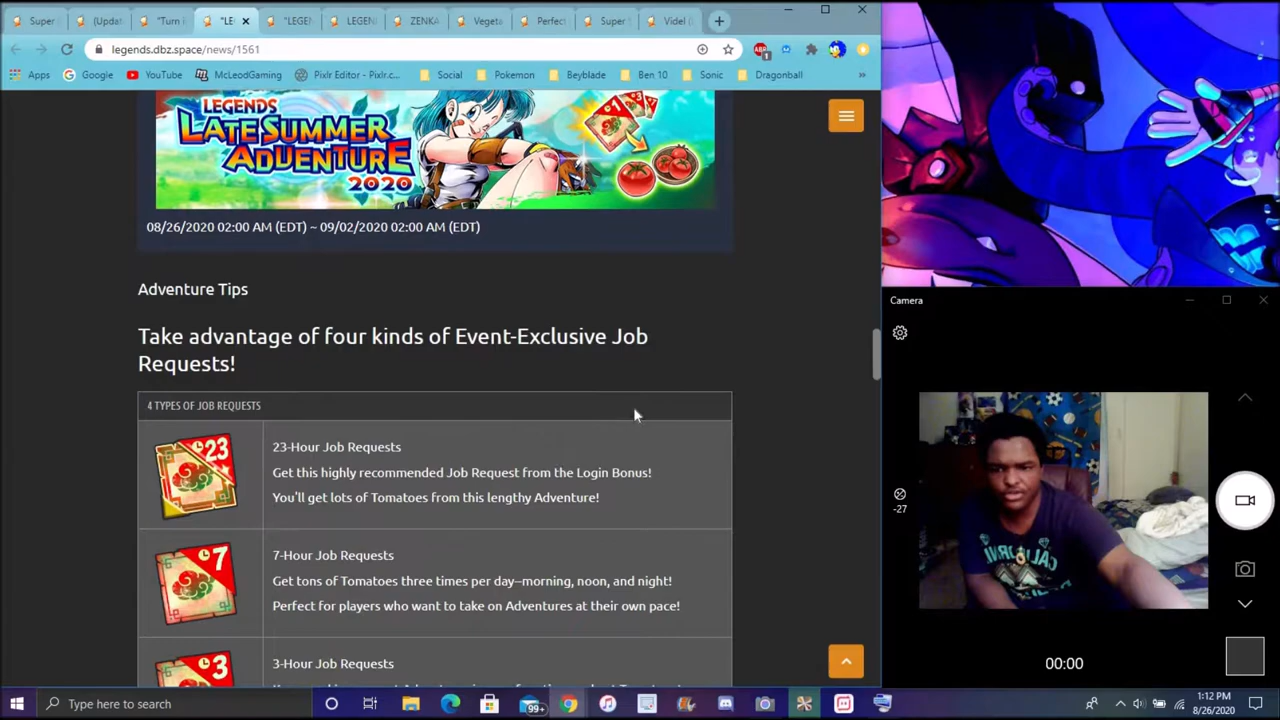 Super
(Updat
"Turn i
"LE
"LEGEN
LEGEN
ZENKA
Vegeta
Perfect
Super S
Videl (
legends.dbz.space/news/1561
ABP
1
Apps
Google
YouTube
McLeodGaming
Pixlr Editor - Pixlr.c...
Social
Pokemon
Beyblade
Ben 10
Sonic
Dragonball
»
LEGENDS
LATE SUMMER
ADVENTURE
2020
1
3
7
08/26/2020 02:00 AM (EDT) ~ 09/02/2020 02:00 AM (EDT)
Adventure Tips
Take advantage of four kinds of Event-Exclusive Job
Requests!
4 TYPES OF JOB REQUESTS
23
23-Hour Job Requests
Get this highly recommended Job Request from the Login Bonus!
You'll get lots of Tomatoes from this lengthy Adventure!
7
7-Hour Job Requests
Get tons of Tomatoes three times per day—morning, noon, and night!
Perfect for players who want to take on Adventures at their own pace!
3
3-Hour Job Requests
Camera
-27
00:00
Type here to search
99+
1:12 PM
8/26/2020